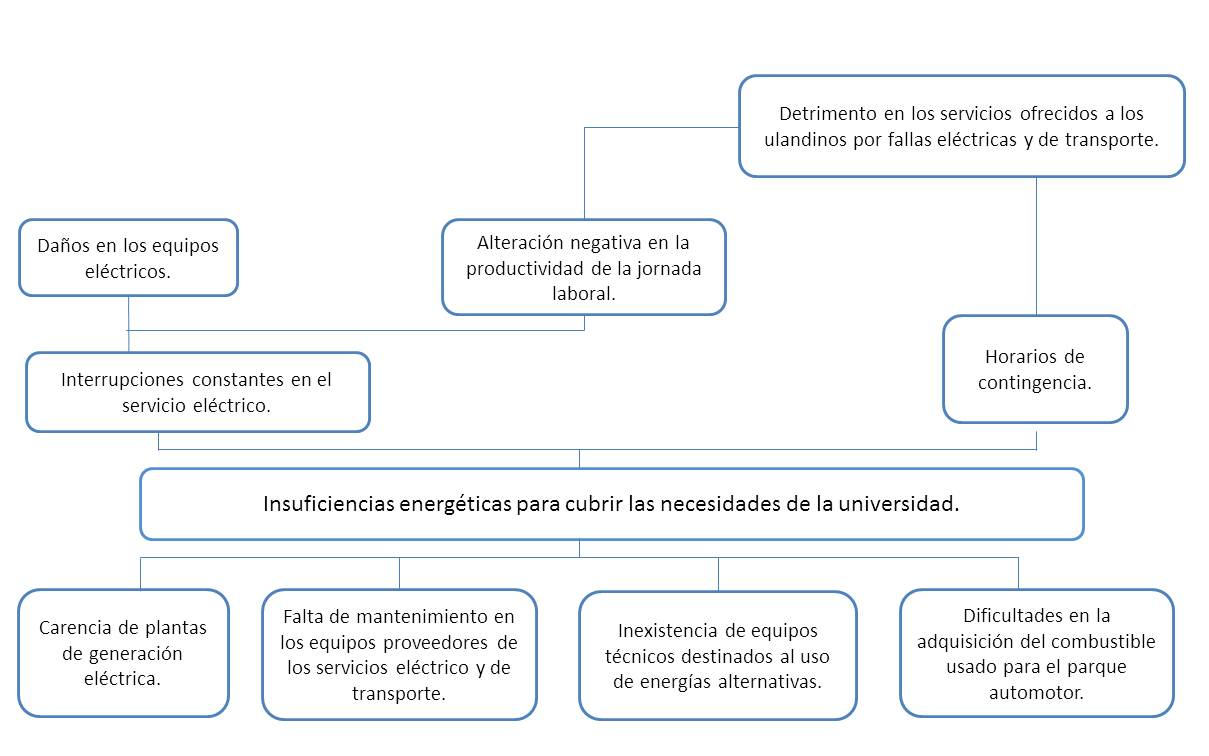 Detrimento en los servicios ofrecidos a los
ulandinos por fallas eléctricas y de transporte.
Daños en los equipos
eléctricos.
Alteración negativa en la
productividad de la jornada
laboral.
Interrupciones constantes en el
servicio eléctrico.
Horarios de
contingencia.
Insuficiencias energéticas para cubrir las necesidades de la universidad.
Carencia de plantas
de generación
eléctrica.
Falta de mantenimiento en
los equipos proveedores de
los servicios eléctrico y de
transporte.
Inexistencia de equipos
técnicos destinados al uso
de energías alternativas.
Dificultades en la
adquisición del combustible
usado para el parque
automotor.